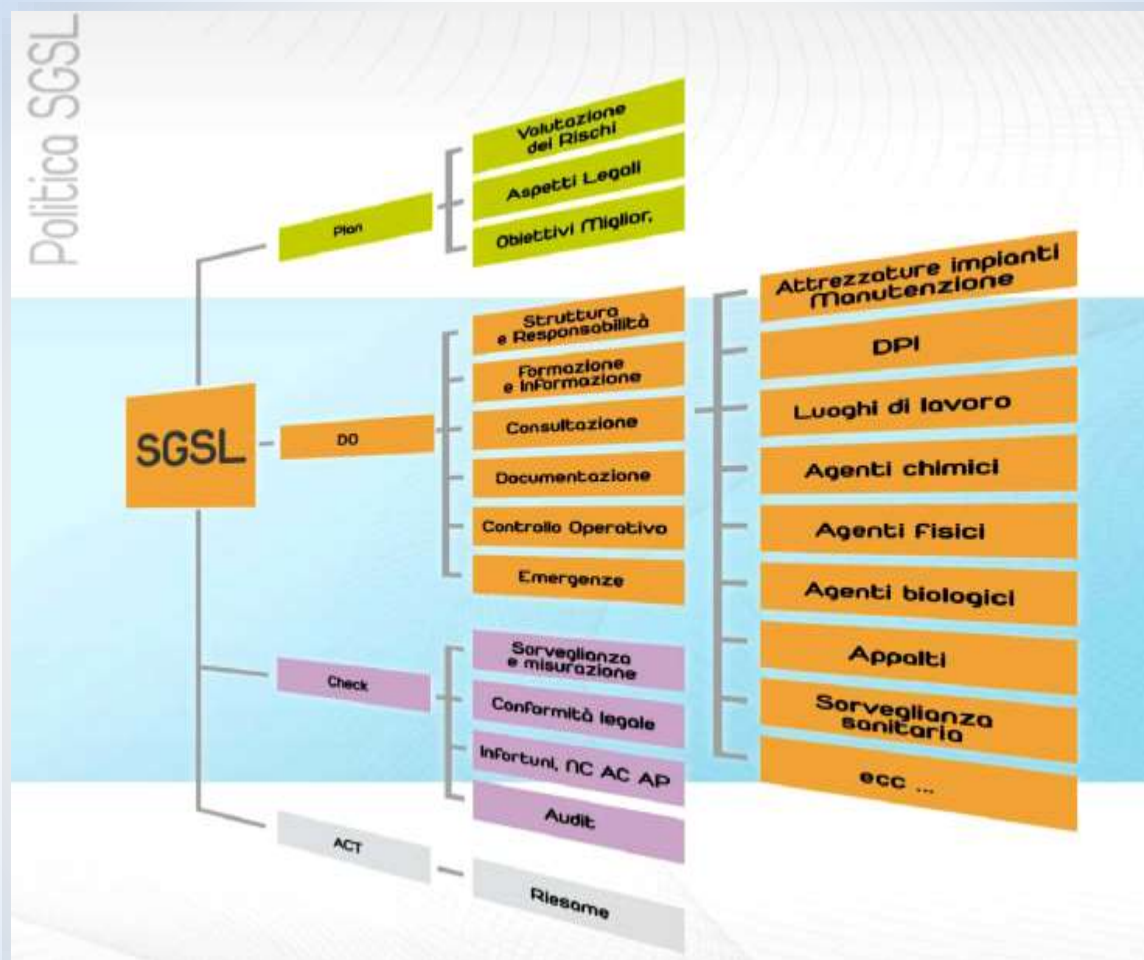 Politica SGSL
SGSL
Plan
Valutazione
dei Rischi
Aspetti Legali
Obiettivi Miglior,
DO
Struttura
e Responsabilità
Formazione
e Informazione
Consultazione
Documentazione
Controllo Operativo
Emergenze
Attrezzature impianti
Manutenzione
DPI
Luoghi di lavoro
Agenti chimici
Agenti Fisici
Agenti biologici
Appalti
Sorveglianza
sanitaria
ecc ...
Check
Sorveglianza
e misurazione
Conformità legale
Infortuni, NC AC AP
Audit
ACT
Riesame